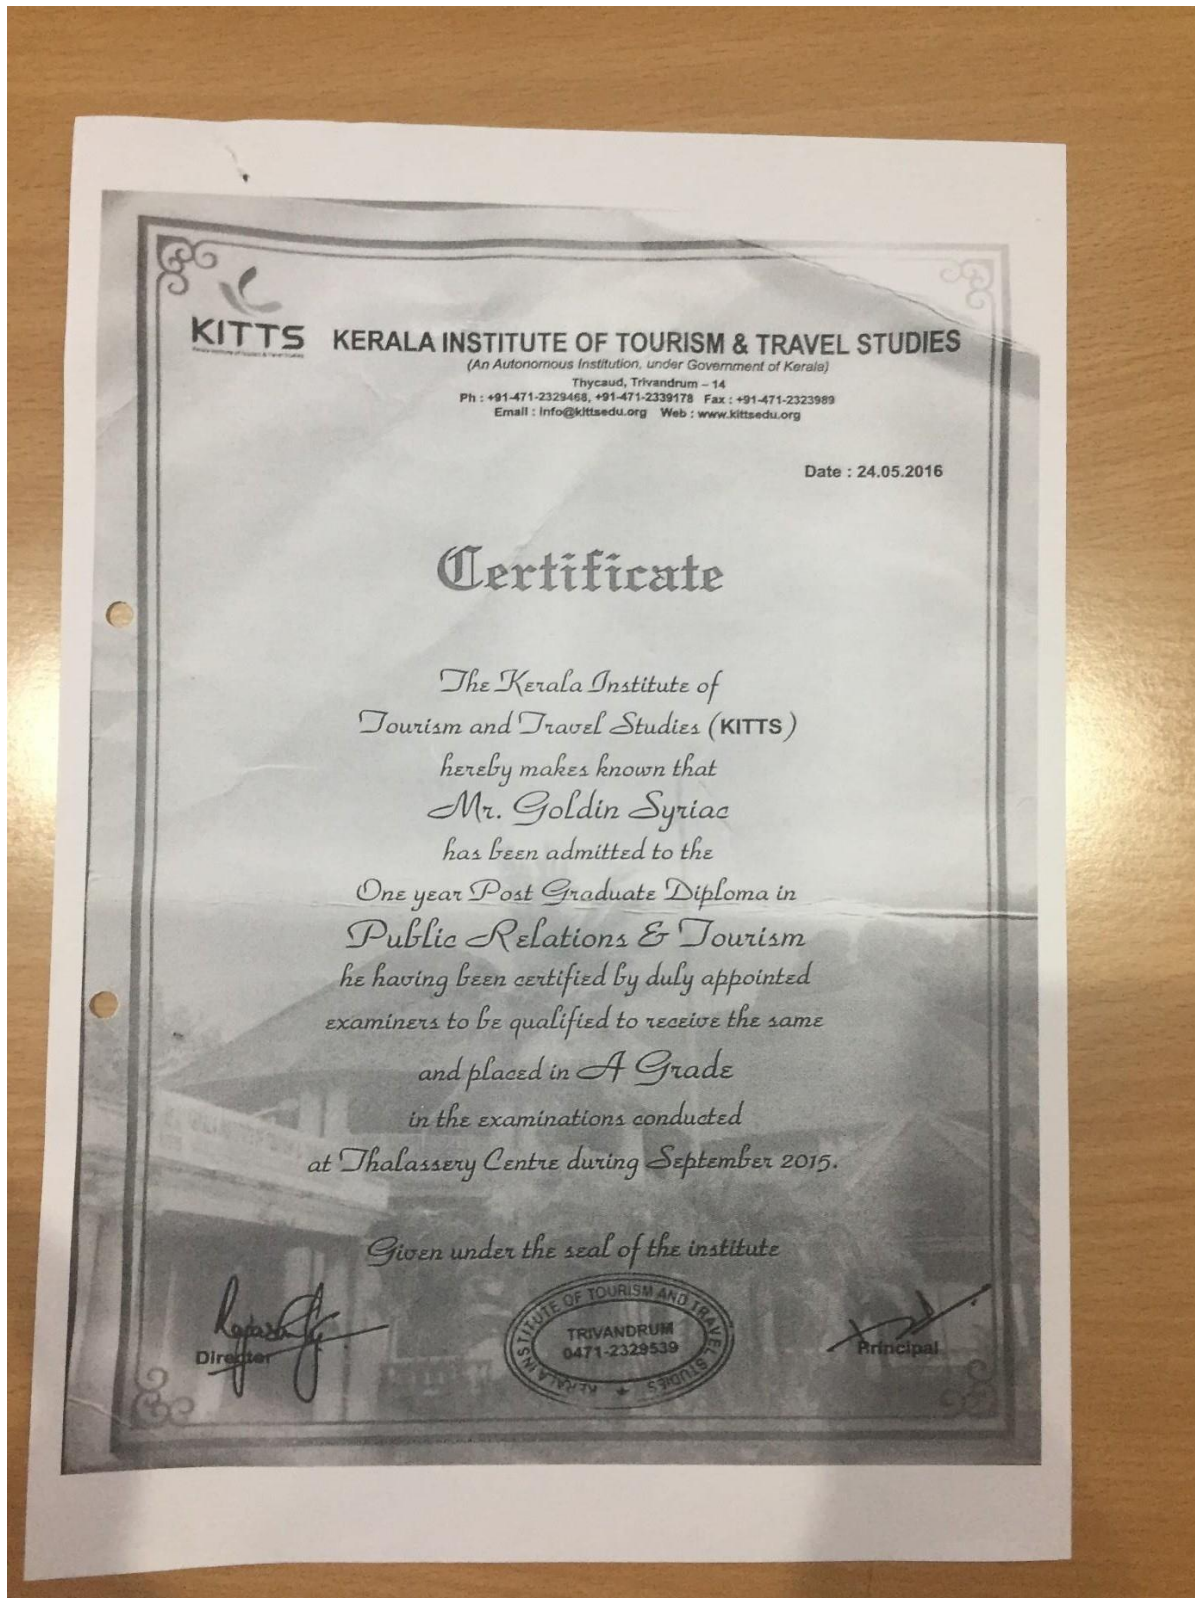 KITTS
KERALA INSTITUTE OF TOURISM & TRAVEL STUDIES
(An Autonomous Institution, under Government of Kerala)
Thycaud, Trivandrum – 14
Ph : +91-471-2329468, +91-471-2339178 Fax : +91-471-2323989
Email : info@kittsedu.org Web : www.kittsedu.org
Date : 24.05.2016
Certificate
The Kerala Institute of
Tourism and Travel Studies (KITTS)
hereby makes known that
Mr. Goldin Syriac
has been admitted to the
One year Post Graduate Diploma in
Public Relations & Tourism
he having been certified by duly appointed
examiners to be qualified to receive the same
and placed in A Grade
in the examinations conducted
at Thalassery Centre during September 2015.
Given under the seal of the institute
Director
KERALA INSTITUTE OF TOURISM AND TRAVEL STUDIES
TRIVANDRUM
0471-2329539
Principal